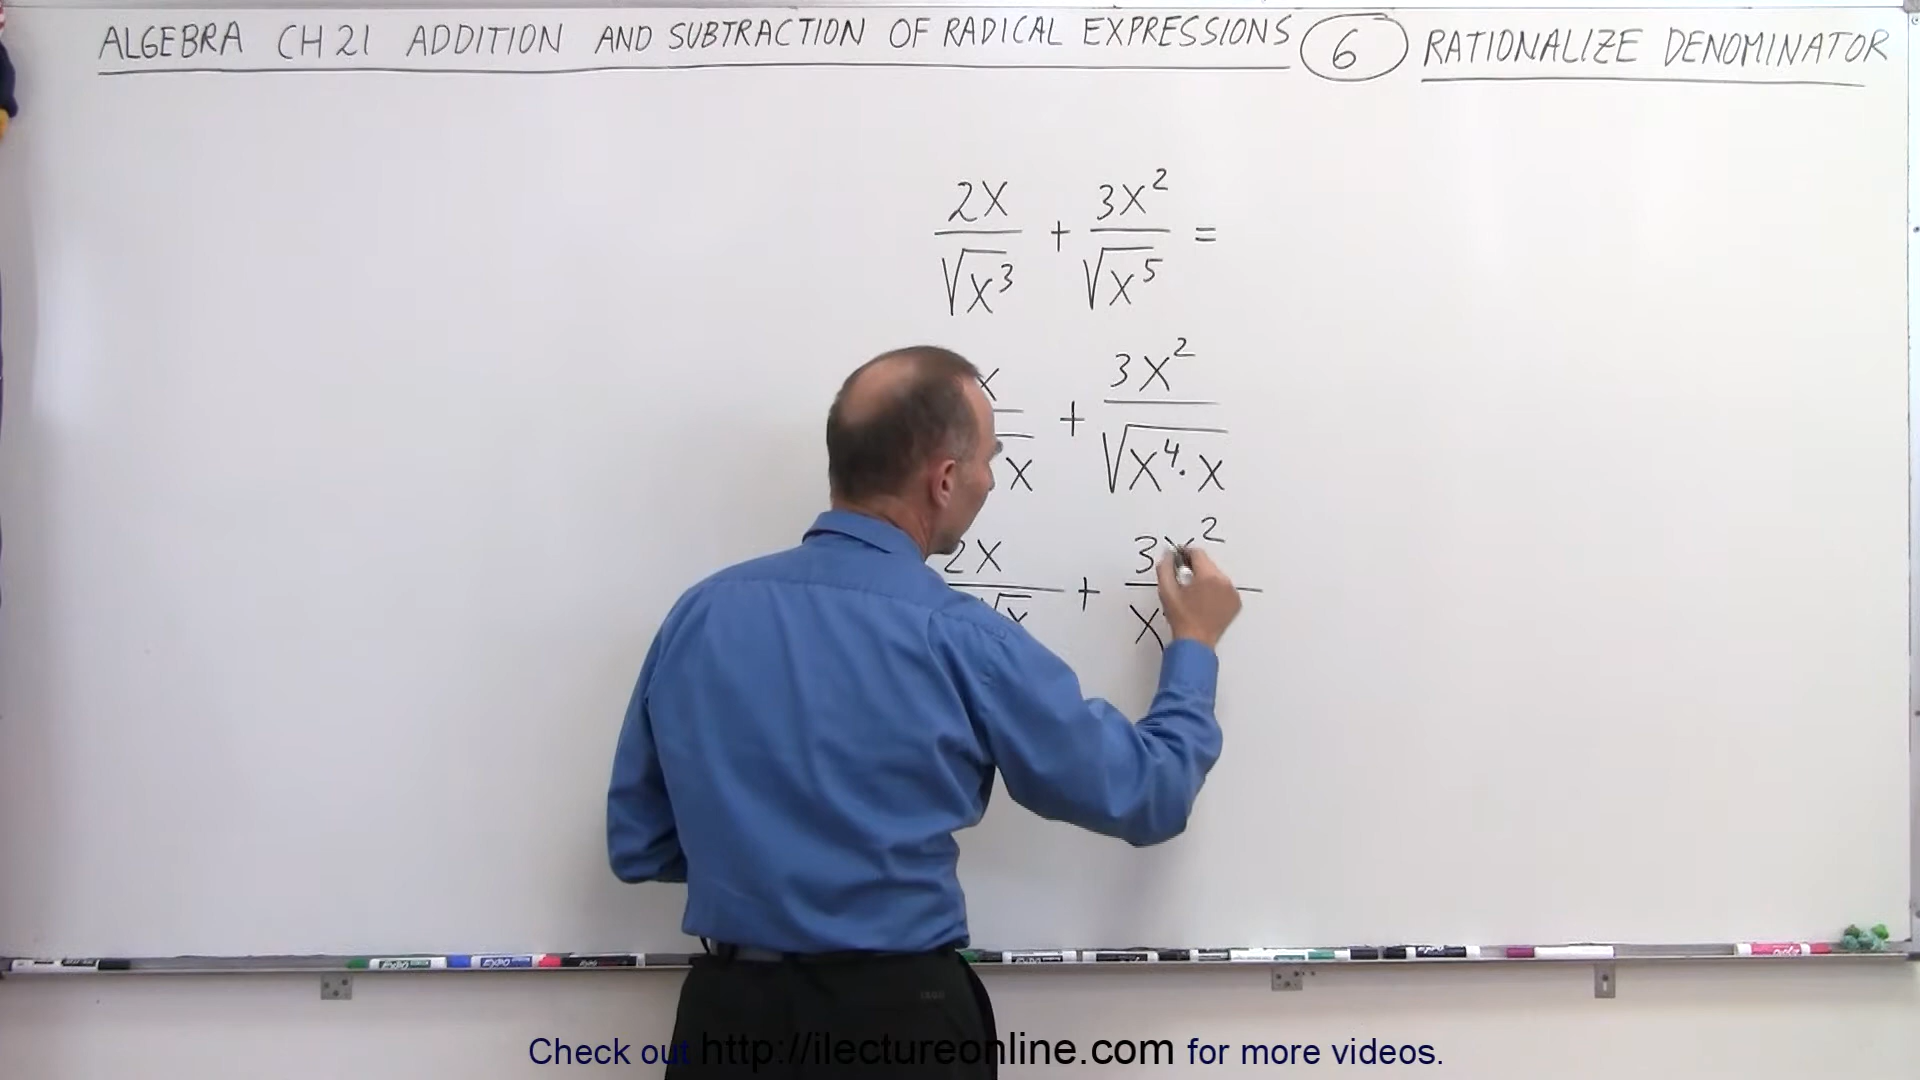 ALGEBRA CH 21 ADDITION AND SUBTRACTION OF RADICAL EXPRESSIONS 6 RATIONALIZE DENOMINATOR
2X/√X³ + 3X²/√X⁵ =
X/X + 3X²/√X⁴·X
2X/√X + 3X²/X
Check out http://ilectureonline.com for more videos.